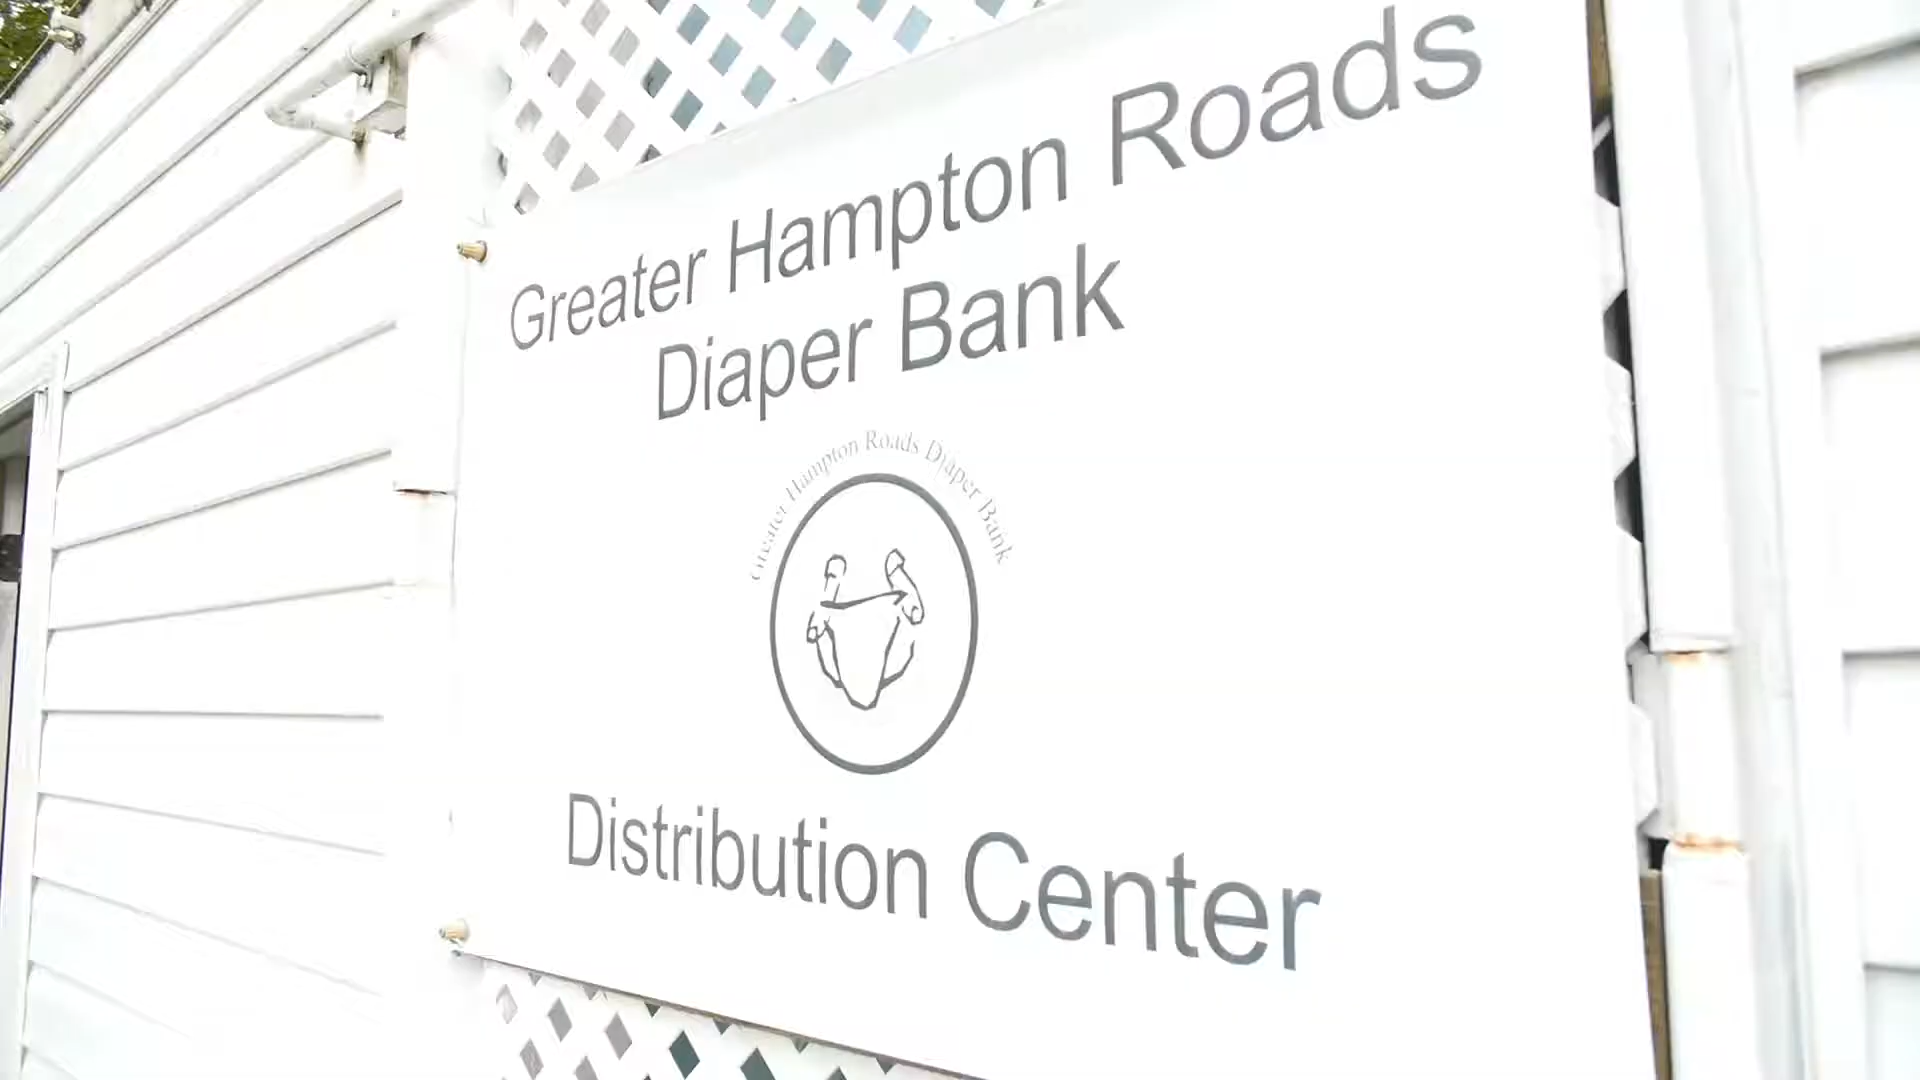 Greater Hampton Roads
Diaper Bank
Greater Hampton Roads Diaper Bank
Distribution Center